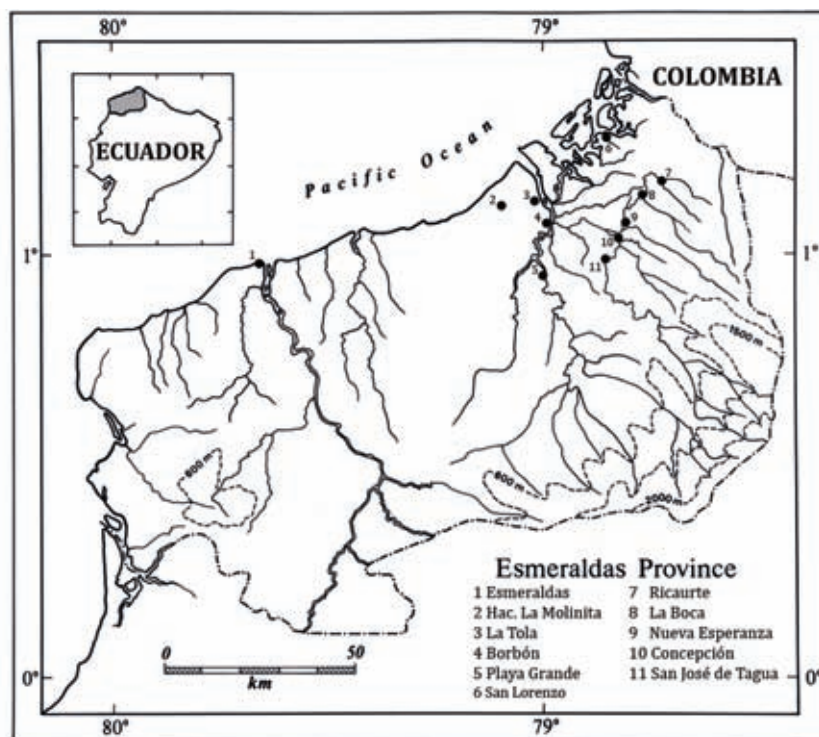 80°
79°
COLOMBIA
ECUADOR
Pacific Ocean
6
7
2
3
8
4
9
10
1
11
1°
1°
5
1500 m
600 m
600 m
2000 m
Esmeraldas Province
1 Esmeraldas
2 Hac. La Molinita
3 La Tola
4 Borbón
5 Playa Grande
6 San Lorenzo
7 Ricaurte
8 La Boca
9 Nueva Esperanza
10 Concepción
11 San José de Tagua
0
50
km
0°
0°
80°
79°